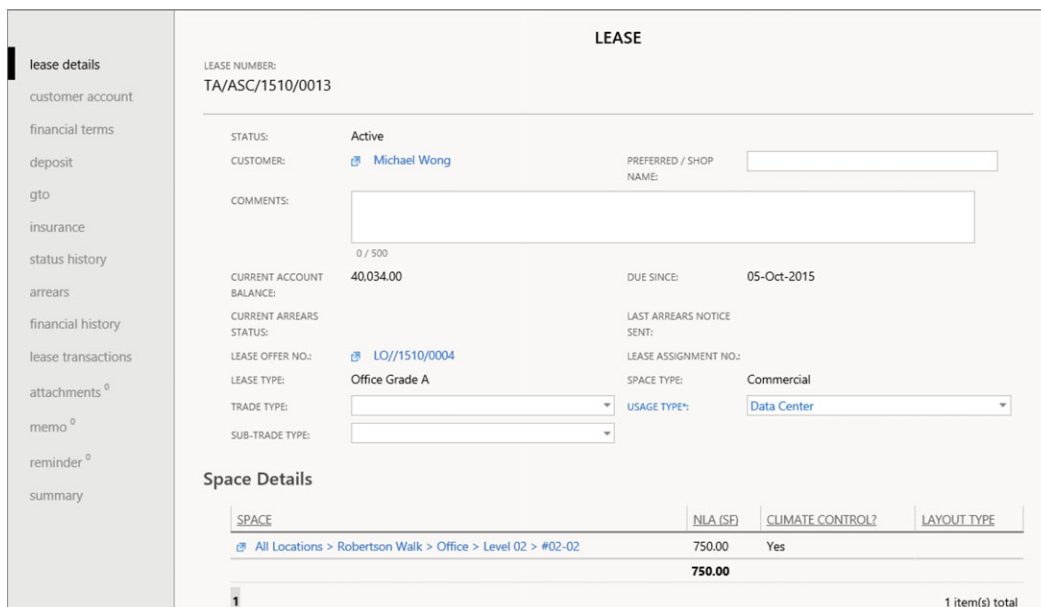 LEASE
lease details
customer account
financial terms
deposit
gto
insurance
status history
arrears
financial history
lease transactions
attachments 0
memo 0
reminder 0
summary
LEASE NUMBER:
TA/ASC/1510/0013
STATUS: Active
CUSTOMER: Michael Wong PREFERRED / SHOP
NAME:
COMMENTS:
0 / 500
CURRENT ACCOUNT 40,034.00 DUE SINCE: 05-Oct-2015
BALANCE:
CURRENT ARREARS LAST ARREARS NOTICE
STATUS: SENT:
LEASE OFFER NO.: LO//1510/0004 LEASE ASSIGNMENT NO.:
LEASE TYPE: Office Grade A SPACE TYPE: Commercial
TRADE TYPE: USAGE TYPE*: Data Center
SUB-TRADE TYPE:
Space Details
SPACE NLA (SF) CLIMATE CONTROL? LAYOUT TYPE
All Locations > Robertson Walk > Office > Level 02 > #02-02 750.00 Yes
750.00
1 1 item(s) total